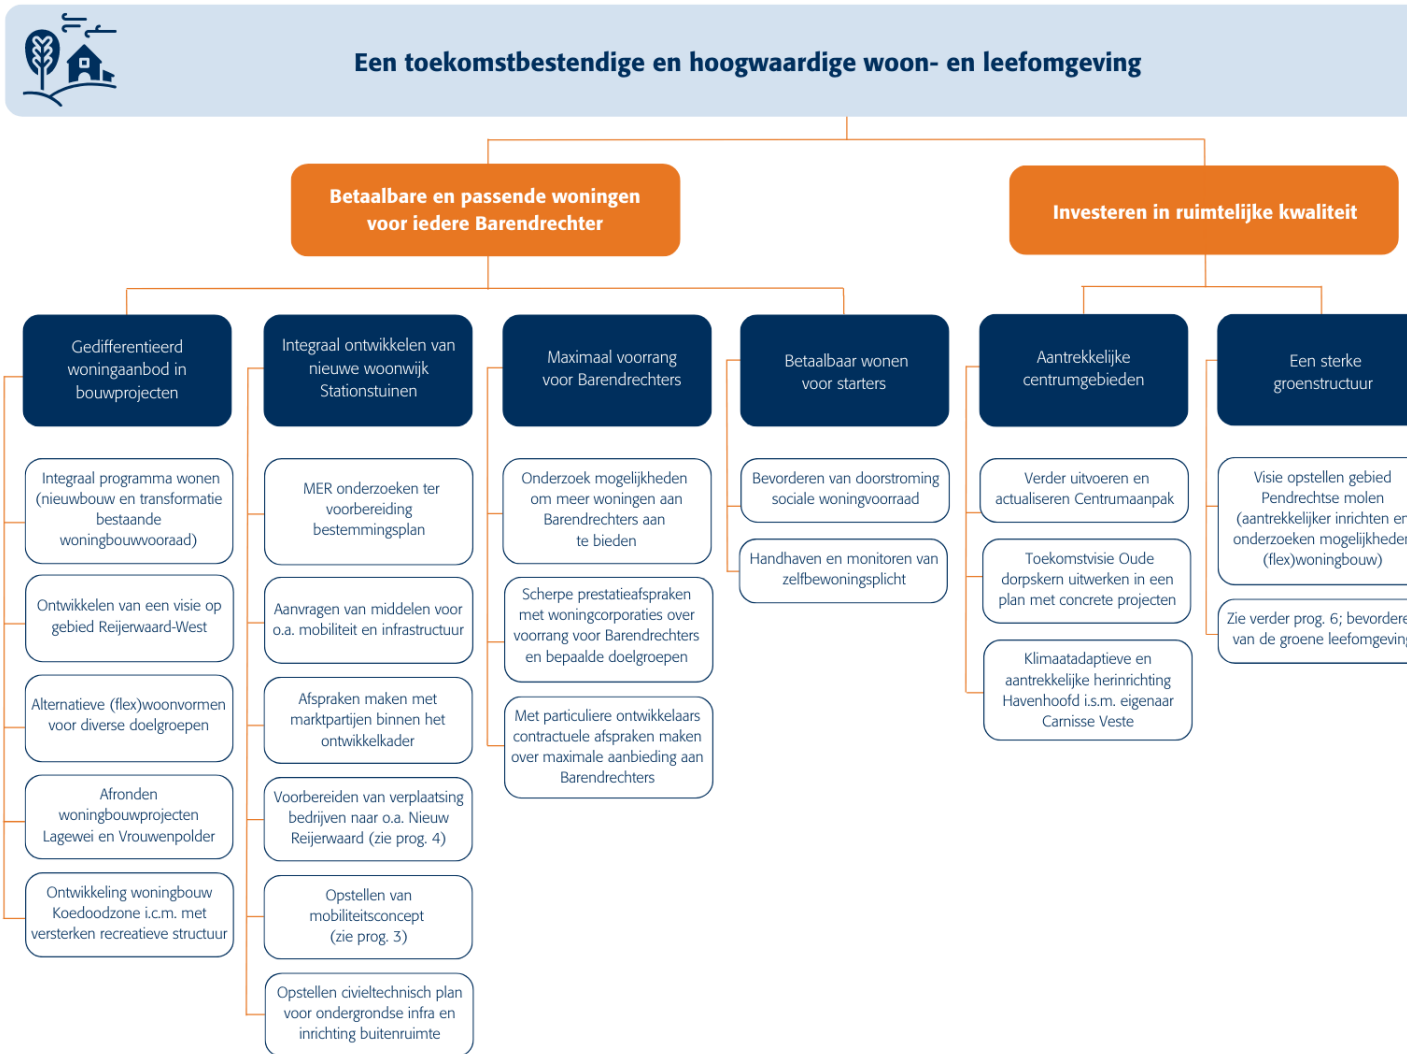 Een toekomstbestendige en hoogwaardige woon- en leefomgeving
Betaalbare en passende woningen
voor iedere Barendrechter
Investeren in ruimtelijke kwaliteit
Gedifferentieerd
woningaanbod in
bouwprojecten
Integraal programma wonen
(nieuwbouw en transformatie
bestaande
woningbouwvooraad)
Ontwikkelen van een visie op
gebied Reijerwaard-West
Alternatieve (flex)woonvormen
voor diverse doelgroepen
Afronden
woningbouwprojecten
Lagewei en Vrouwenpolder
Ontwikkeling woningbouw
Koedoodzone i.c.m. met
versterken recreatieve structuur
Integraal ontwikkelen van
nieuwe woonwijk
Stationstuinen
MER onderzoeken ter
voorbereiding
bestemmingsplan
Aanvragen van middelen voor
o.a. mobiliteit en infrastructuur
Afspraken maken met
marktpartijen binnen het
ontwikkelkader
Voorbereiden van verplaatsing
bedrijven naar o.a. Nieuw
Reijerwaard (zie prog. 4)
Opstellen van
mobiliteitsconcept
(zie prog. 3)
Opstellen civieltechnisch plan
voor ondergrondse infra en
inrichting buitenruimte
Maximaal voorrang
voor Barendrechters
Onderzoek mogelijkheden
om meer woningen aan
Barendrechters aan
te bieden
Scherpe prestatieafspraken
met woningcorporaties over
voorrang voor Barendrechters
en bepaalde doelgroepen
Met particuliere ontwikkelaars
contractuele afspraken maken
over maximale aanbieding aan
Barendrechters
Betaalbaar wonen
voor starters
Bevorderen van doorstroming
sociale woningvoorraad
Handhaven en monitoren van
zelfbewoningsplicht
Aantrekkelijke
centrumgebieden
Verder uitvoeren en
actualiseren Centrumaanpak
Toekomstvisie Oude
dorpskern uitwerken in een
plan met concrete projecten
Klimaatadaptieve en
aantrekkelijke herinrichting
Havenhoofd i.s.m. eigenaar
Carnisse Veste
Een sterke
groenstructuur
Visie opstellen gebied
Pendrechtse molen
(aantrekkelijker inrichten en
onderzoeken mogelijkheden
(flex)woningbouw)
Zie verder prog. 6; bevordere
van de groene leefomgeving